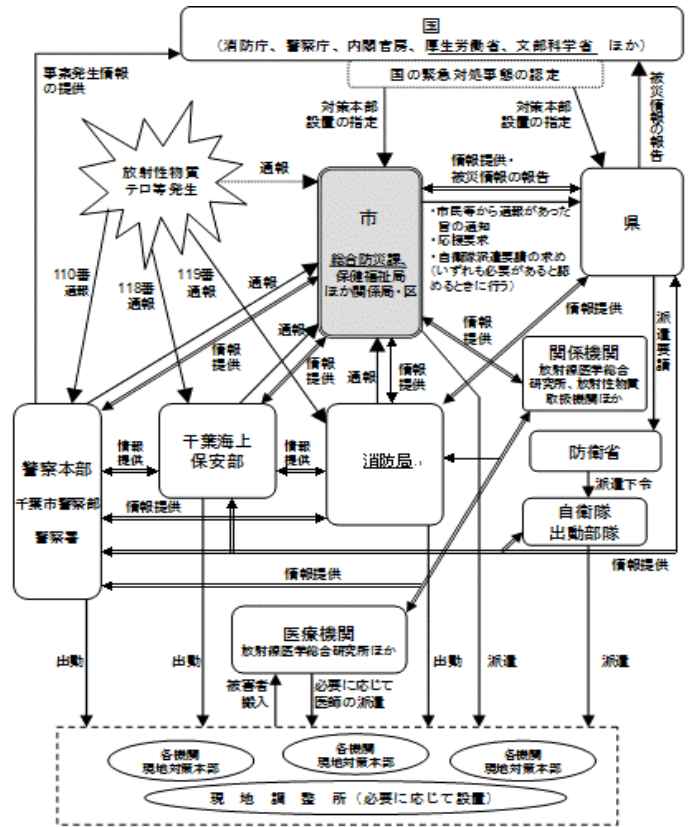 国
（消防庁、警察庁、内閣官房、厚生労働省、文部科学省　ほか）
国の緊急対処事態の認定
事案発生情報
の提供
対策本部
設置の指定
対策本部
設置の指定
被災情報の報告
放射性物質
テロ等発生
通報
市
総合防災課、
保健福祉局
ほか関係局・区
情報提供・
被災情報の報告
・市民等から通報があった
旨の通知
・応援要求
・自衛隊派遣要請の求め
（いずれも必要があると認
めるときに行う）
県
110番
通報
118番
通報
119番
通報
通報
情報
提供
通報
情報
提供
通報
情報
提供
情報
提供
情報提供
派遣要請
関係機関
放射線医学総合
研究所、放射性物質
取扱機関ほか
警察本部
千葉市警察部
警察署
情報
提供
千葉海上
保安部
情報
提供
消防局
防衛省
派遣下令
自衛隊
出動部隊
情報提供
情報提供
情報提供
医療機関
放射線医学総合研究所ほか
出動
出動
被害者
搬入
必要に応じて
医師の派遣
出動
派遣
派遣
各機関
現地対策本部
各機関
現地対策本部
各機関
現地対策本部
現　地　調　整　所（必要に応じて設置）